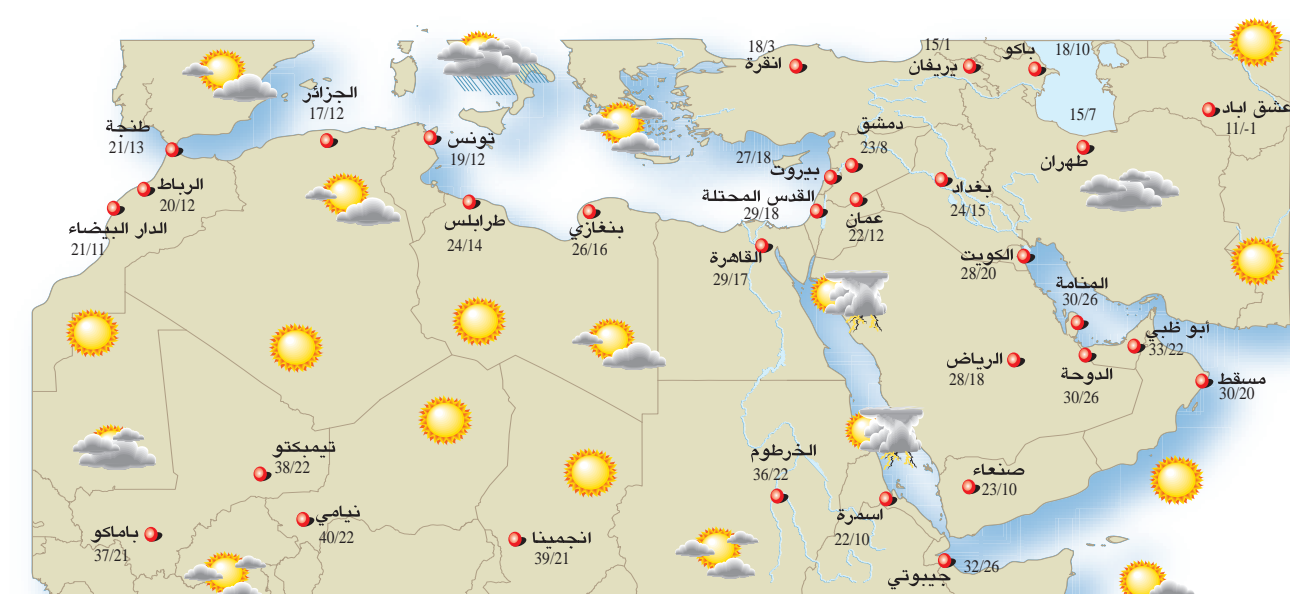 18/3
انقرة
15/1
يريفان
باكو
18/10
عشق اباد
11/-1
15/7
طهران
الجزائر
17/12
طنجة
21/13
تونس
19/12
دمشق
23/8
27/18
بيروت
القدس المحتلة
29/18
عمان
22/12
بغداد
24/15
الرباط
20/12
الدار البيضاء
21/11
طرابلس
24/14
بنغازي
26/16
القاهرة
29/17
الكويت
28/20
المنامة
30/26
أبو ظبي
33/22
الرياض
28/18
الدوحة
30/26
مسقط
30/20
تيمبكتو
38/22
الخرطوم
36/22
صنعاء
23/10
نيامي
40/22
باماكو
37/21
انجمينا
39/21
اسمرة
22/10
32/26
جيبوتي